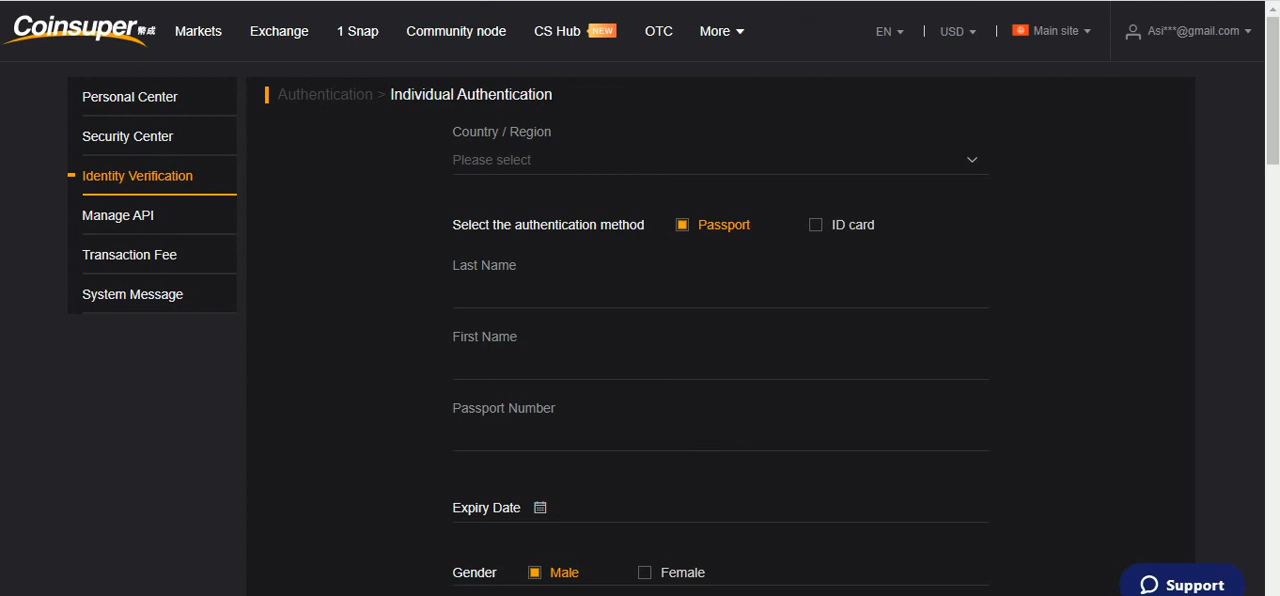 Coinsuper
Markets
Exchange
1 Snap
Community node
CS Hub NEW
OTC
More
EN
USD
Main site
Asi***@gmail.com
Personal Center
Security Center
Identity Verification
Manage API
Transaction Fee
System Message
Authentication > Individual Authentication
Country / Region
Please select
Select the authentication method
Passport
ID card
Last Name
First Name
Passport Number
Expiry Date
Gender
Male
Female
Support